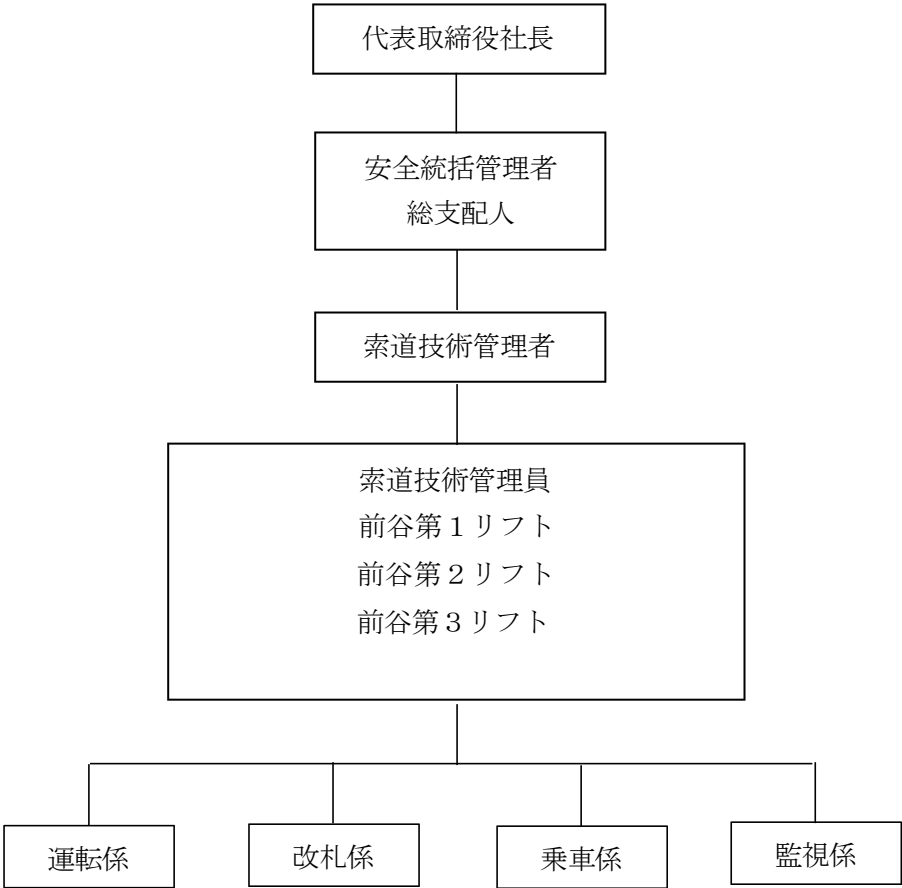 代表取締役社長
安全統括管理者
総支配人
索道技術管理者
索道技術管理員
前谷第１リフト
前谷第２リフト
前谷第３リフト
運転係
改札係
乗車係
監視係